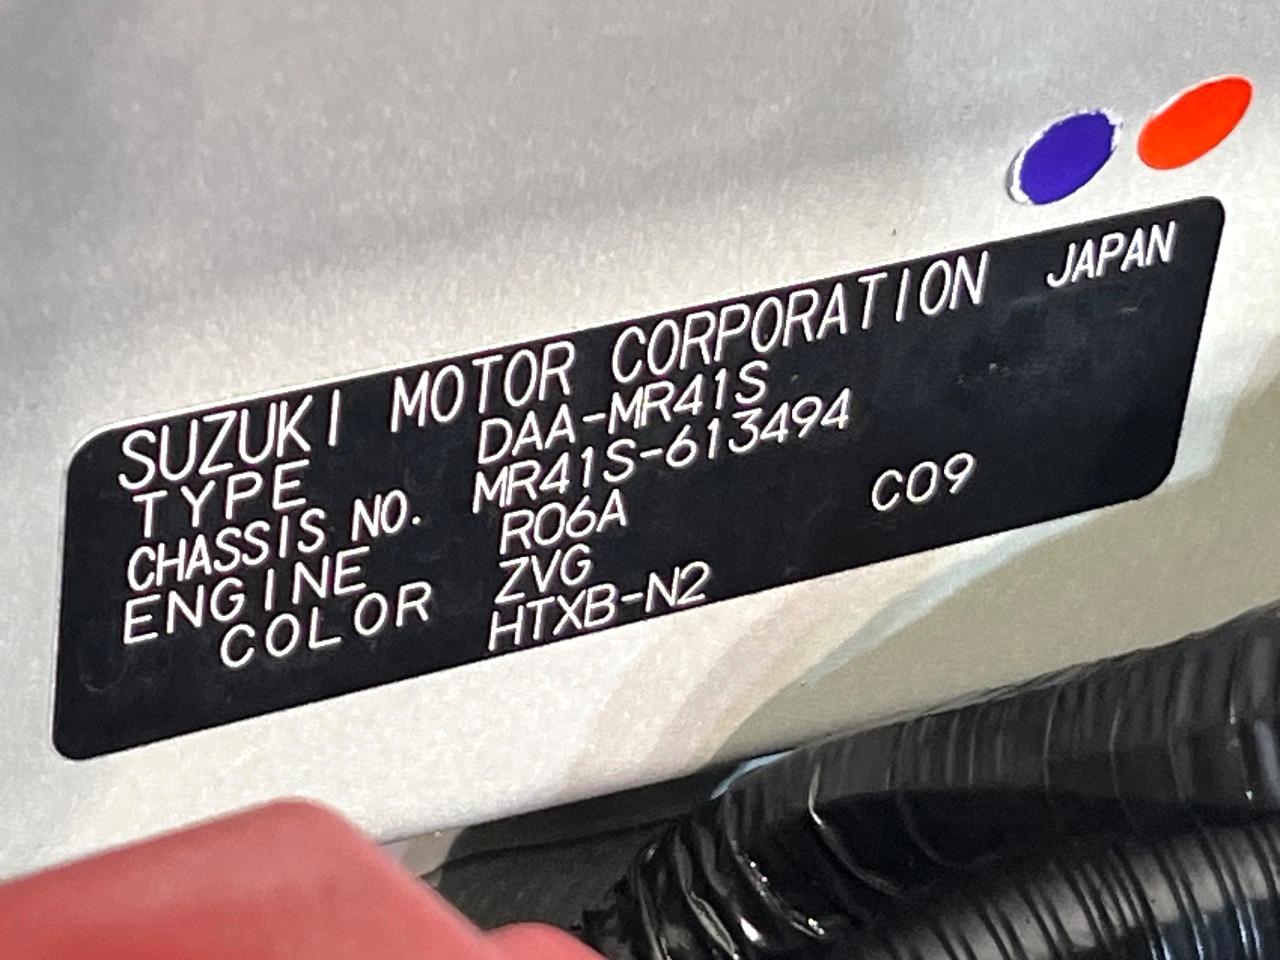 SUZUKI MOTOR CORPORATION JAPAN
TYPE DAA-MR41S
CHASSIS NO. MR41S-613494
ENGINE R06A
COLOR ZVG C09
HTXB-N2